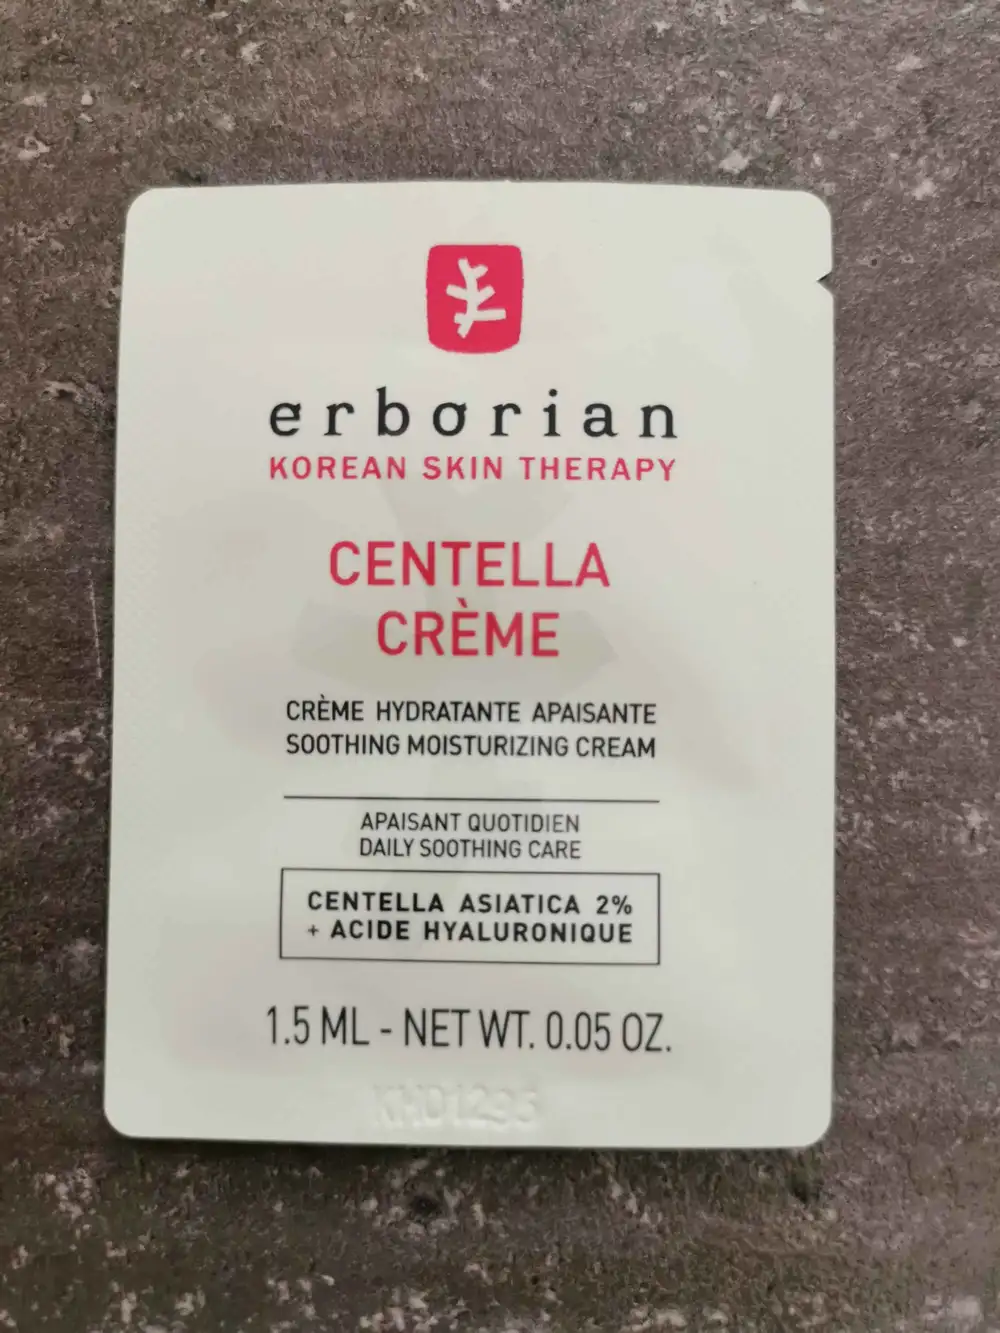 erborian
KOREAN SKIN THERAPY
CENTELLA
CRÈME
CRÈME HYDRATANTE APAISANTE
SOOTHING MOISTURIZING CREAM
APAISANT QUOTIDIEN
DAILY SOOTHING CARE
CENTELLA ASIATICA 2%
+ ACIDE HYALURONIQUE
1.5 ML - NET WT. 0.05 OZ.